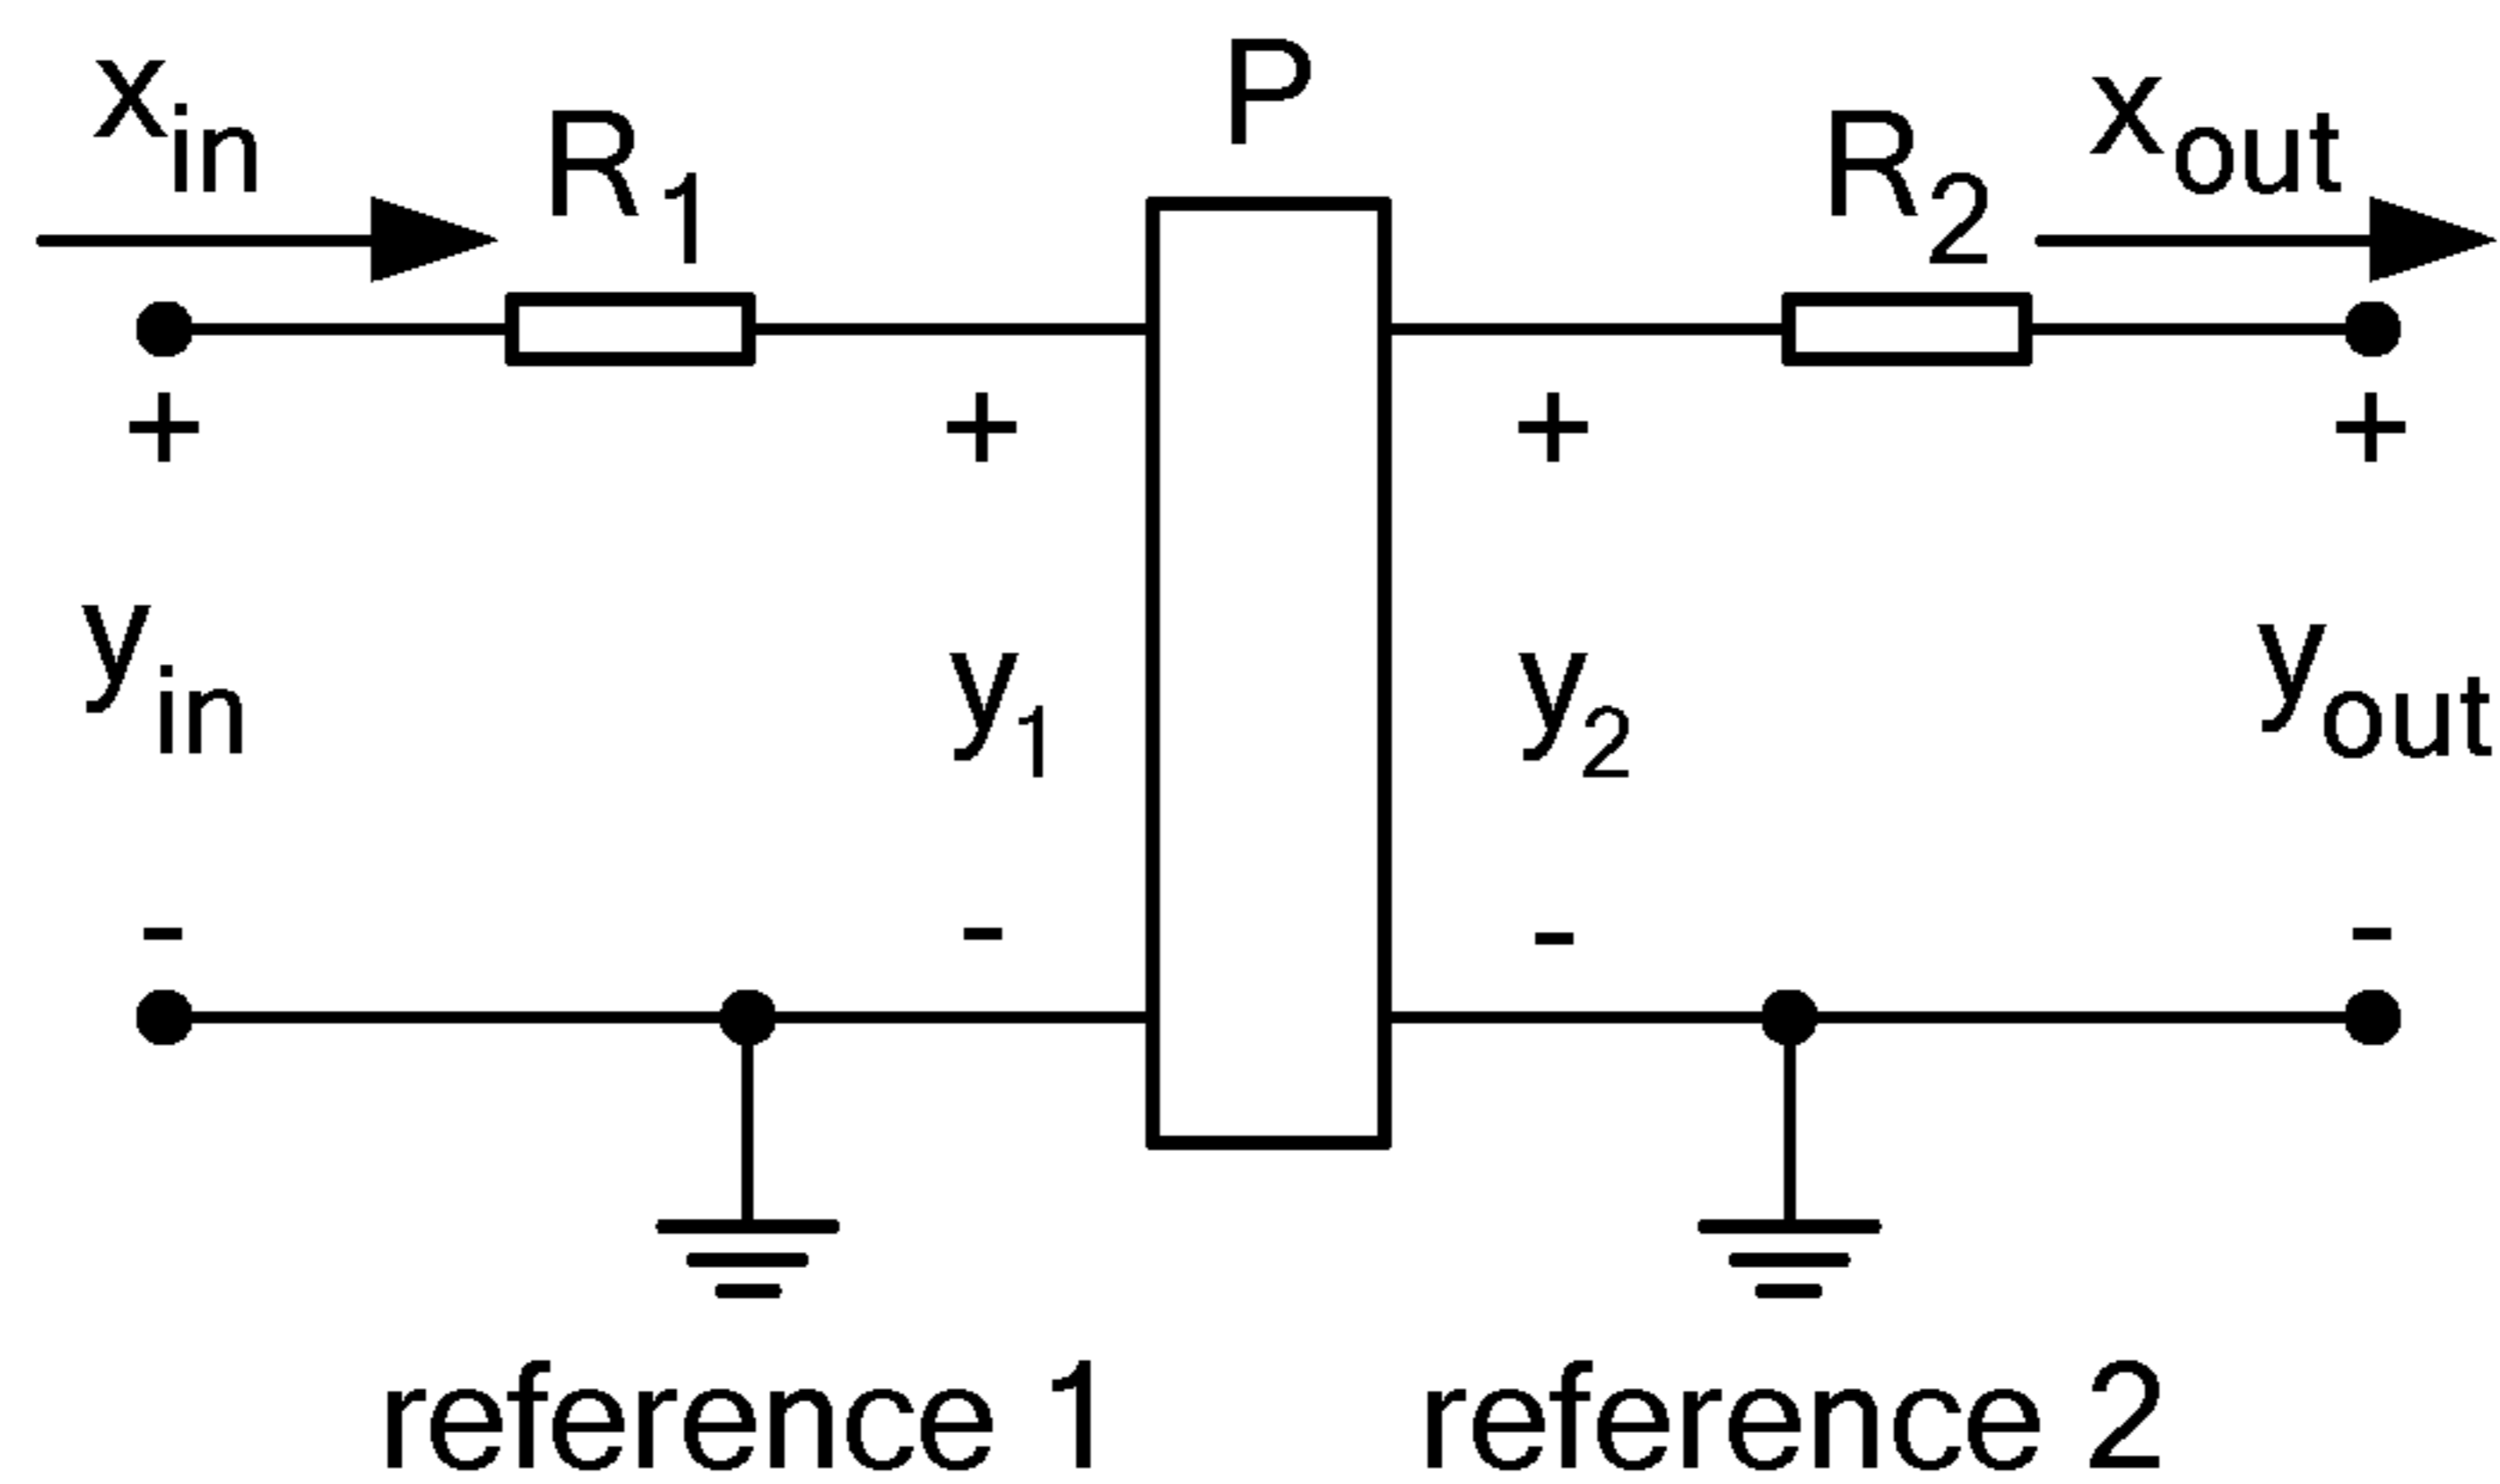 P
x_in
R_1
R_2
x_out
+ + + +
y_in
y_1
y_2
y_out
- - - -
reference 1
reference 2